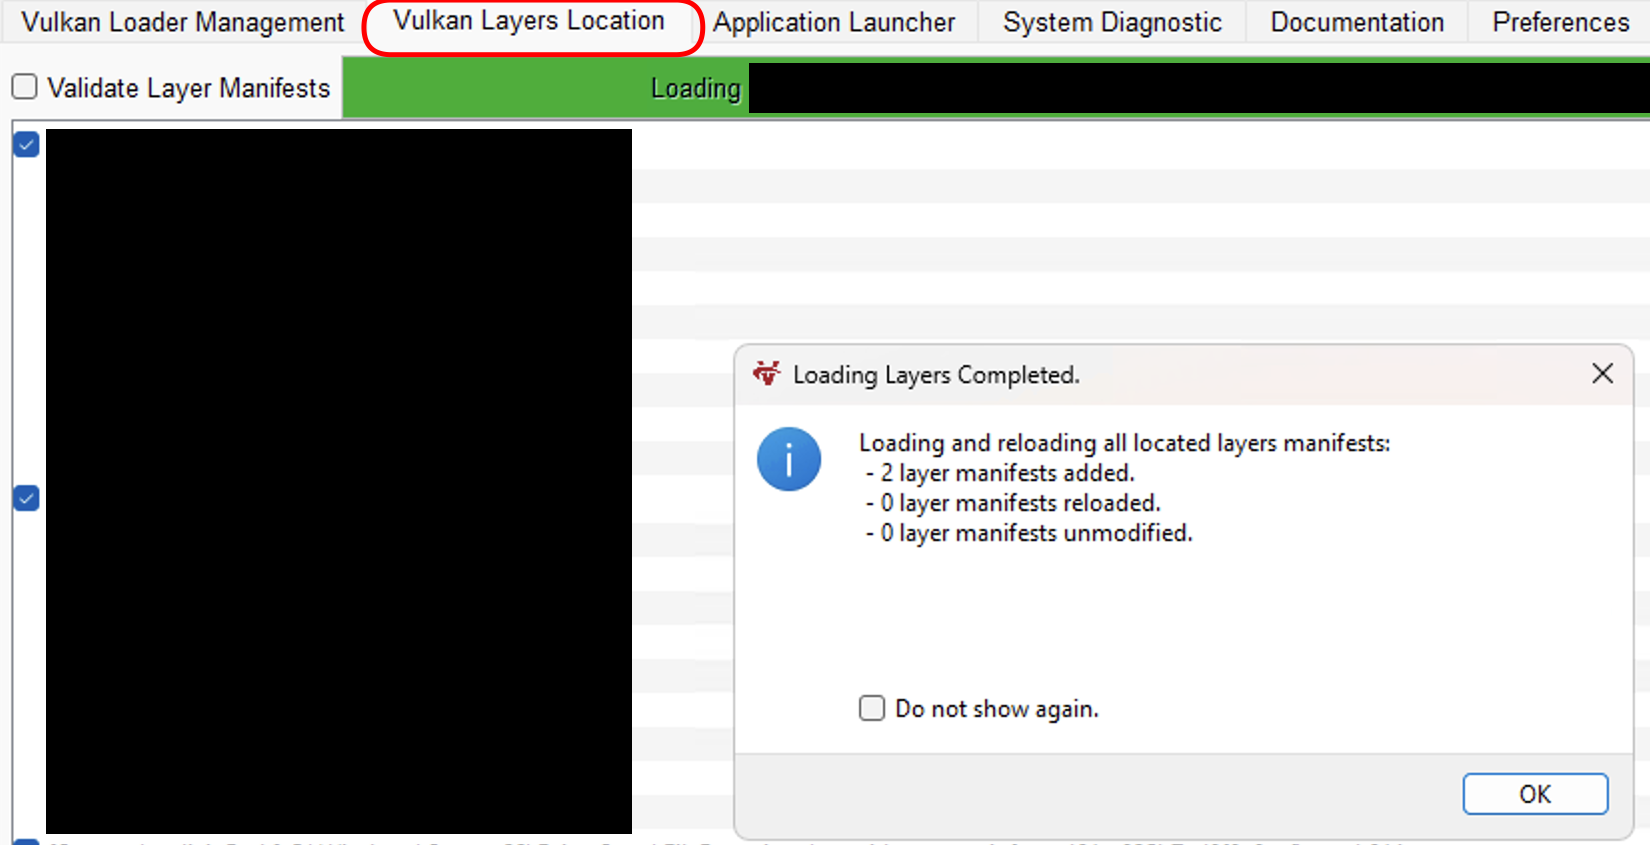 Vulkan Loader Management Vulkan Layers Location Application Launcher System Diagnostic Documentation Preferences
Validate Layer Manifests Loading
Loading Layers Completed.
Loading and reloading all located layers manifests:
- 2 layer manifests added.
- 0 layer manifests reloaded.
- 0 layer manifests unmodified.
Do not show again.
OK